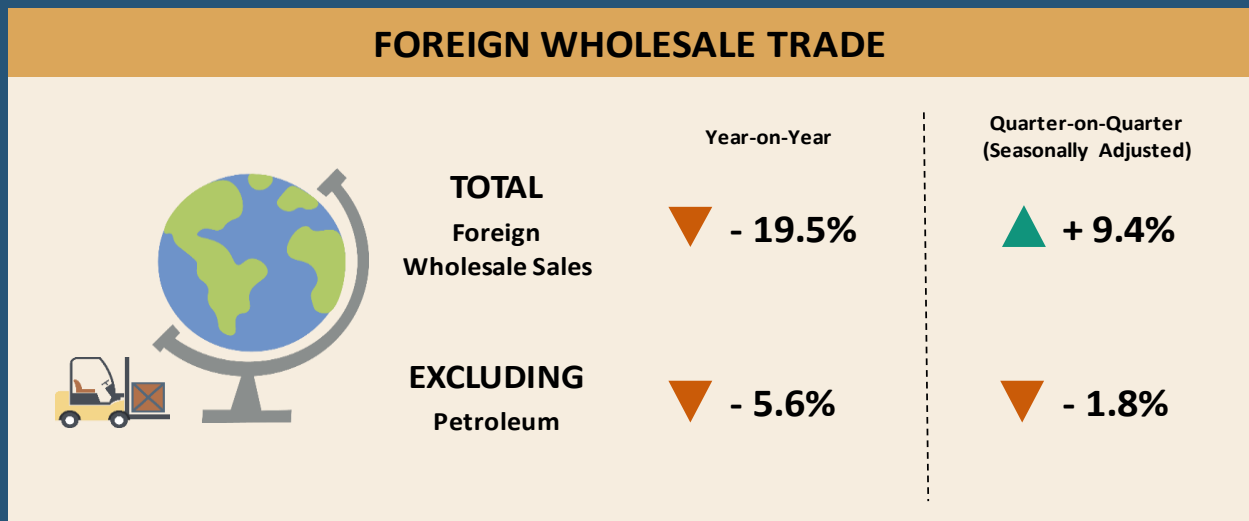 FOREIGN WHOLESALE TRADE
Year-on-Year
Quarter-on-Quarter
(Seasonally Adjusted)
TOTAL
Foreign
Wholesale Sales
- 19.5%
+ 9.4%
EXCLUDING
Petroleum
- 5.6%
- 1.8%